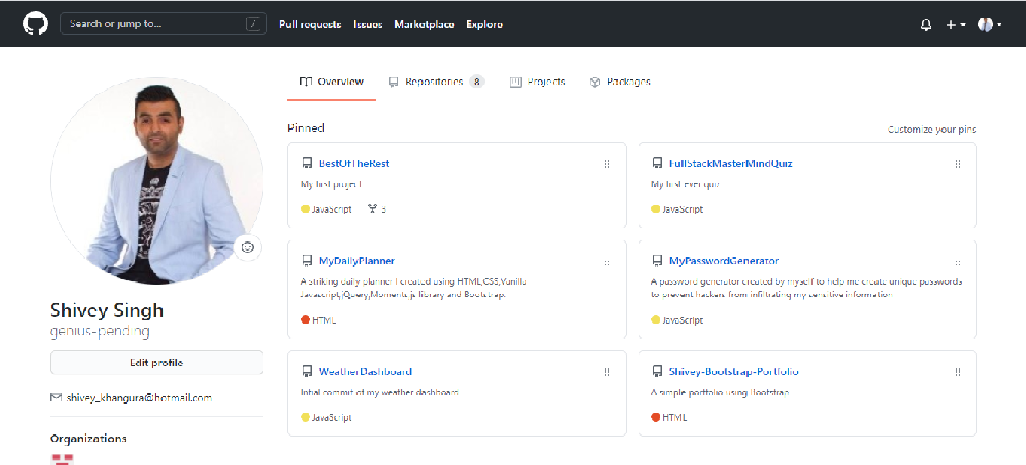 Search or jump to...
/
Pull requests Issues Marketplace Explore
Overview
Repositories 8
Projects
Packages
Pinned
Customize your pins
BestOfTheRest
My first project
JavaScript 3
FullStackMasterMindQuiz
My first ever quiz
JavaScript
MyDailyPlanner
A striking daily planner I created using HTML,CSS,Vanilla
Javascript,jQuery,Moments.js library and Bootstrap.
HTML
MyPasswordGenerator
A password generator created by myself to help me create unique passwords
to prevent hackers from infiltrating my sensitive information
JavaScript
WeatherDashboard
Intial commit of my weather dashboard
JavaScript
Shivey-Bootstrap-Portfolio
A simple portfolio using Bootstrap
HTML
Shivey Singh
genius-pending
Edit profile
shivey_khangura@hotmail.com
Organizations